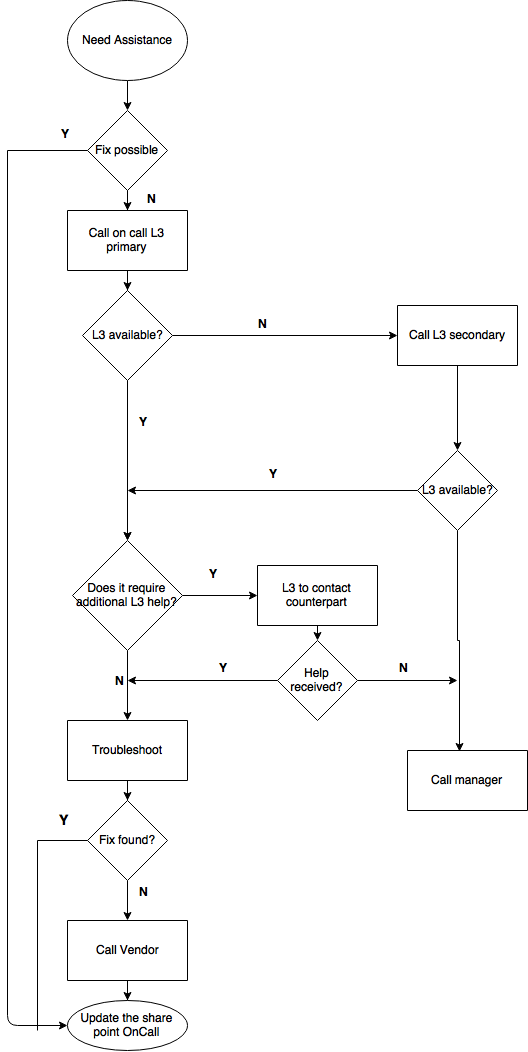 Need Assistance
Y
Fix possible
N
Call on call L3
primary
L3 available?
N
Call L3 secondary
Y
Y
L3 available?
Does it require
additional L3 help?
Y
L3 to contact
counterpart
N
Y
Help
received?
N
Troubleshoot
Call manager
Y
Fix found?
N
Call Vendor
Update the share
point OnCall